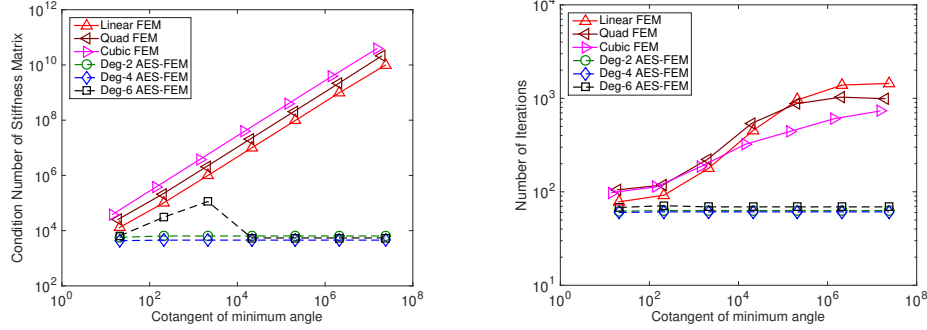 Condition Number of Stiffness Matrix
10^12
10^10
10^8
10^6
10^4
10^2
Linear FEM
Quad FEM
Cubic FEM
Deg-2 AES-FEM
Deg-4 AES-FEM
Deg-6 AES-FEM
10^0
10^2
10^4
10^6
10^8
Cotangent of minimum angle
Number of Iterations
10^4
10^3
10^2
10^1
Linear FEM
Quad FEM
Cubic FEM
Deg-2 AES-FEM
Deg-4 AES-FEM
Deg-6 AES-FEM
10^0
10^2
10^4
10^6
10^8
Cotangent of minimum angle